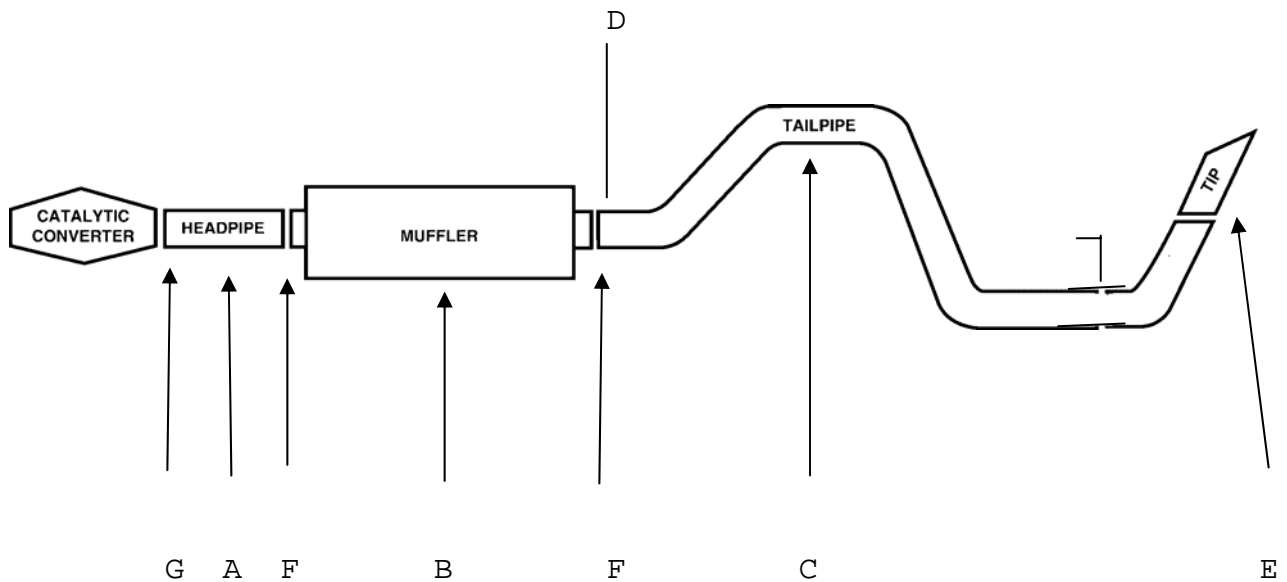 D
TAILPIPE
TIP
CATALYTIC
CONVERTER
HEADPIPE
MUFFLER
G A F B F C E